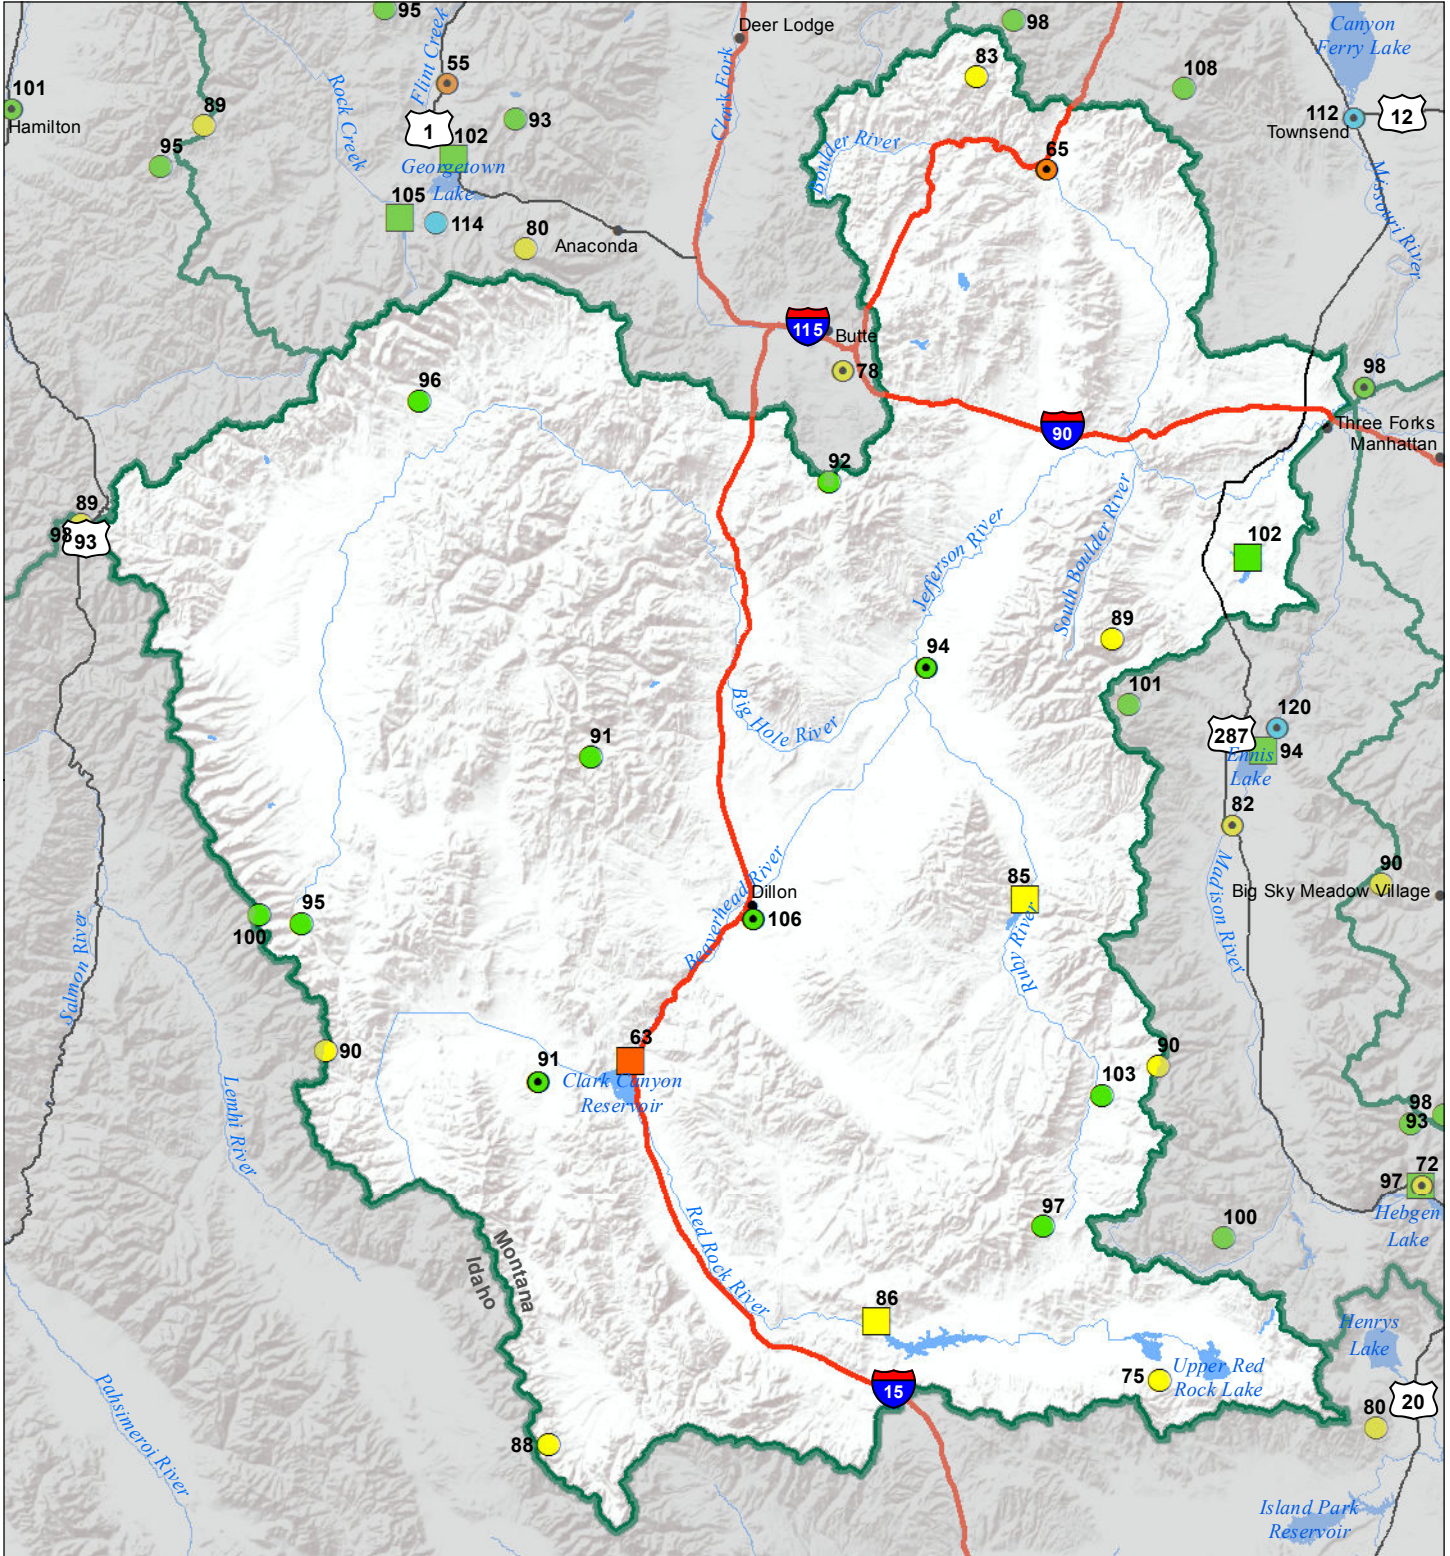 95
Deer Lodge
98
Canyon
Ferry Lake
83
55
Flint Creek
Rock Creek
Clark Fork
108
101
Hamilton
89
1
93
112
Townsend
12
95
102
Georgetown
Lake
Boulder River
65
Missouri River
105
114
80
Anaconda
115
Butte
78
98
96
90
Three Forks
Manhattan
92
89
98
93
Jefferson River
South Boulder River
102
89
94
101
Big Hole River
120
287
94
Ennis
Lake
91
82
Madison River
90
Big Sky Meadow Village
85
Ruby River
Dillon
106
Beaverhead River
95
100
Salmon River
90
63
91
Clark Canyon
Reservoir
90
103
98
93
Lemhi River
72
97
Hebgen
Lake
97
100
Red Rock River
Montana
Idaho
86
Henrys
Lake
75
Upper Red
Rock Lake
15
20
80
Pahsimeroi River
88
Island Park
Reservoir